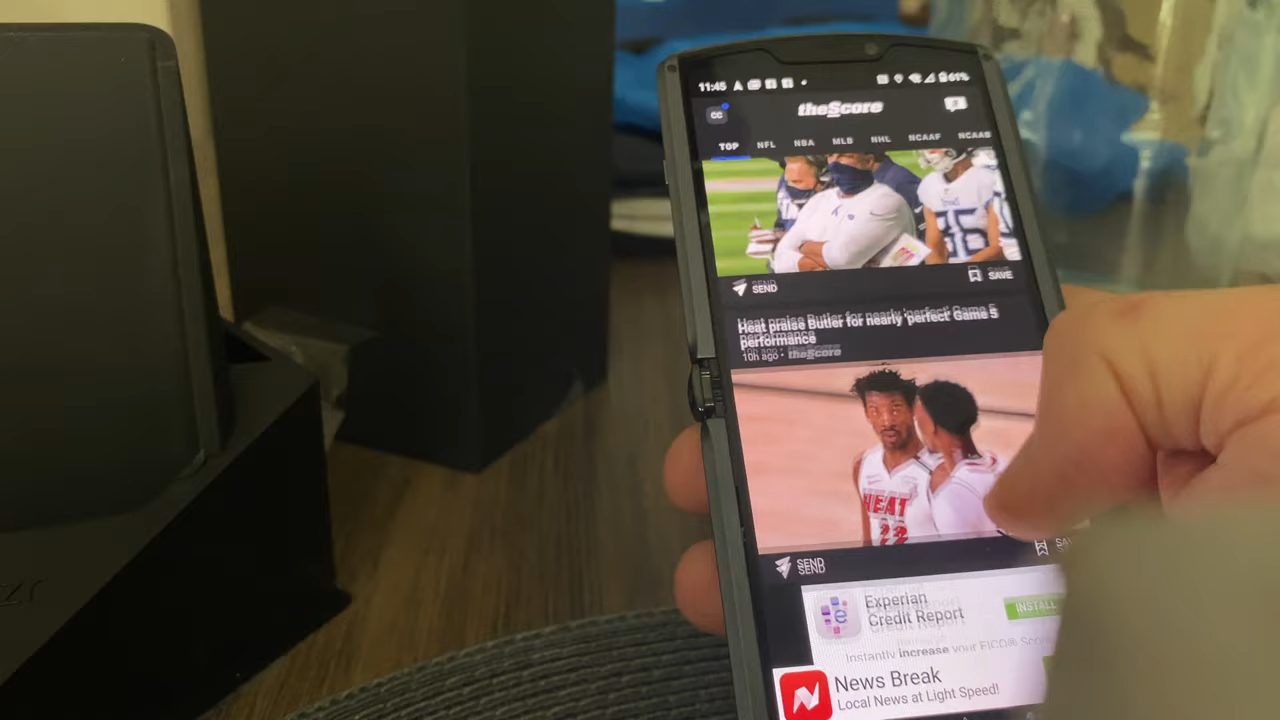 11:45
61%
CC
theScore
TOP NFL NBA MLB NHL NCAAF NCAAB
SEND
SAVE
Heat praise Butler for nearly 'perfect' Game 5
performance
10h ago • theScore
HEAT
22
SEND
Experian
Credit Report
INSTALL
Instantly increase your FICO® Score
News Break
Local News at Light Speed!